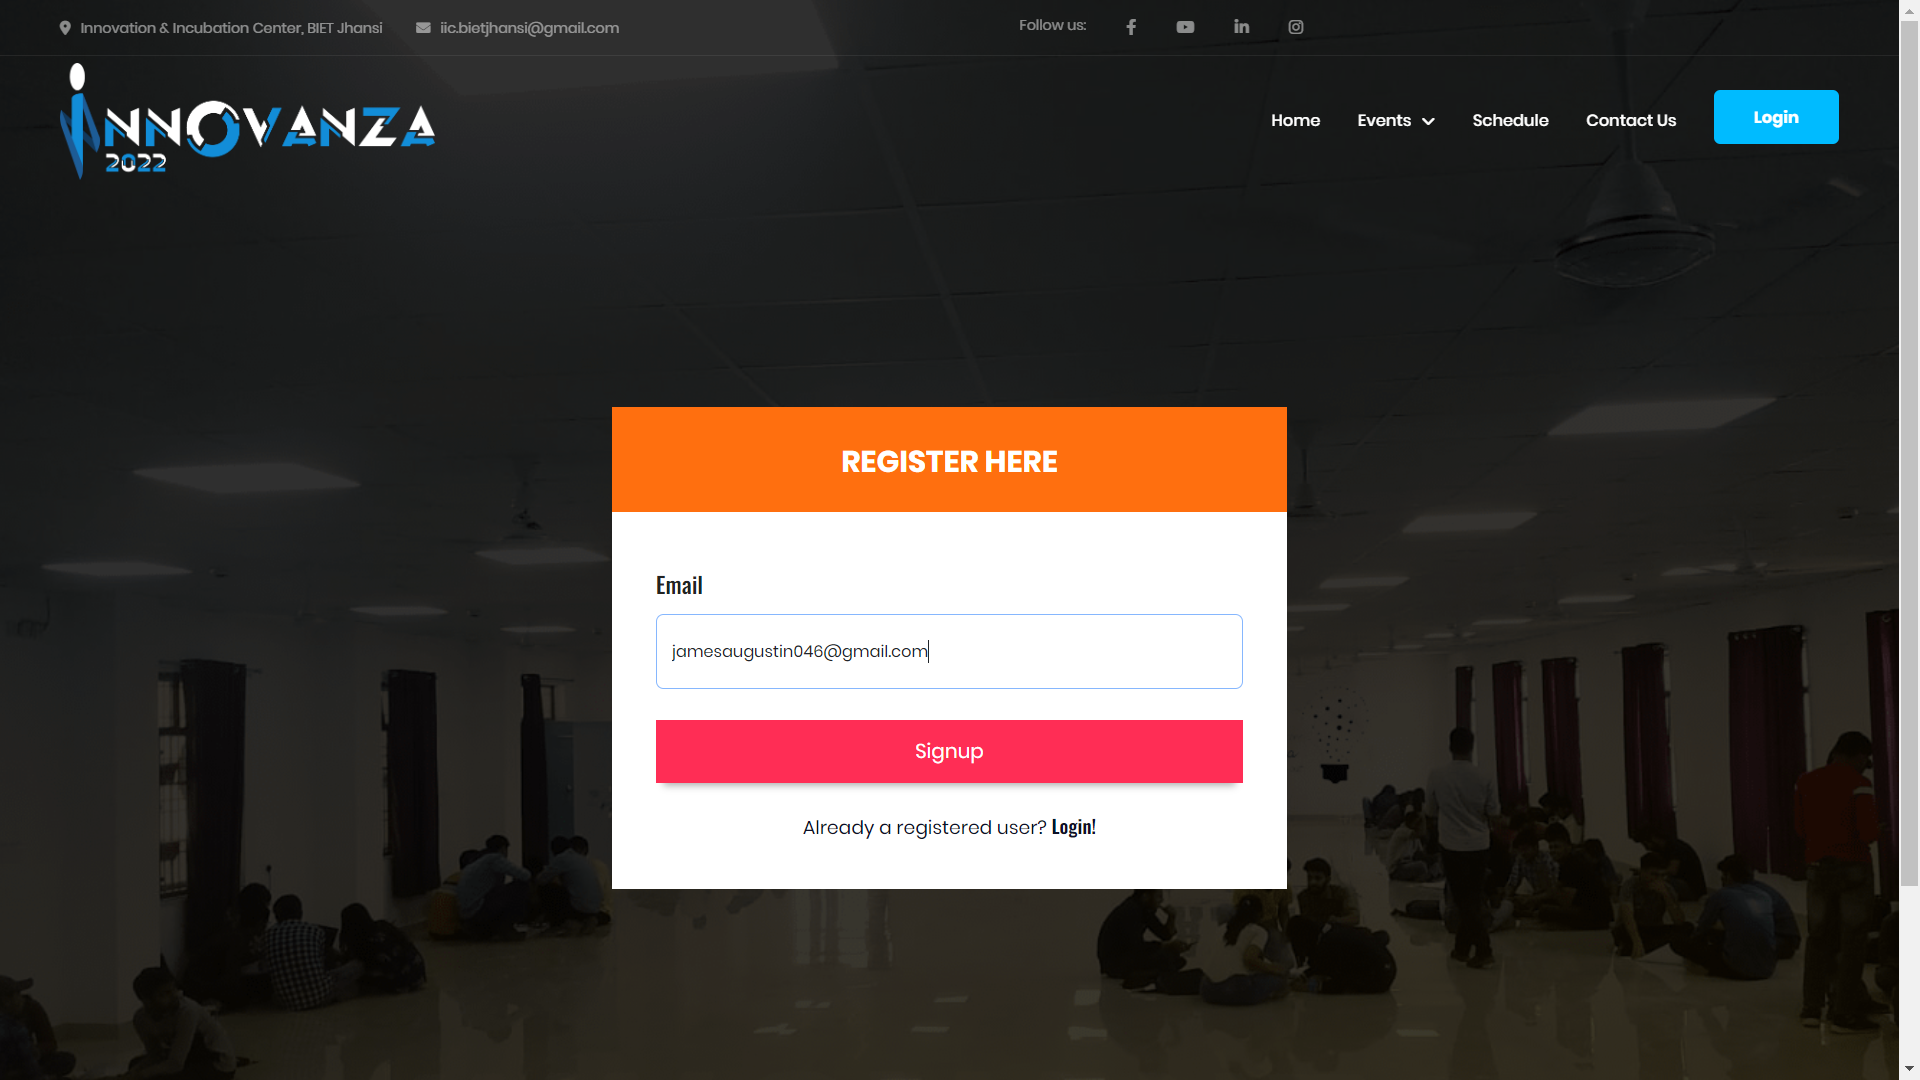 Innovation & Incubation Center, BIET Jhansi iic.bietjhansi@gmail.com Follow us:
INNOVANZA
2022
Home Events Schedule Contact Us Login
REGISTER HERE
Email
jamesaugustin046@gmail.com
Signup
Already a registered user? Login!